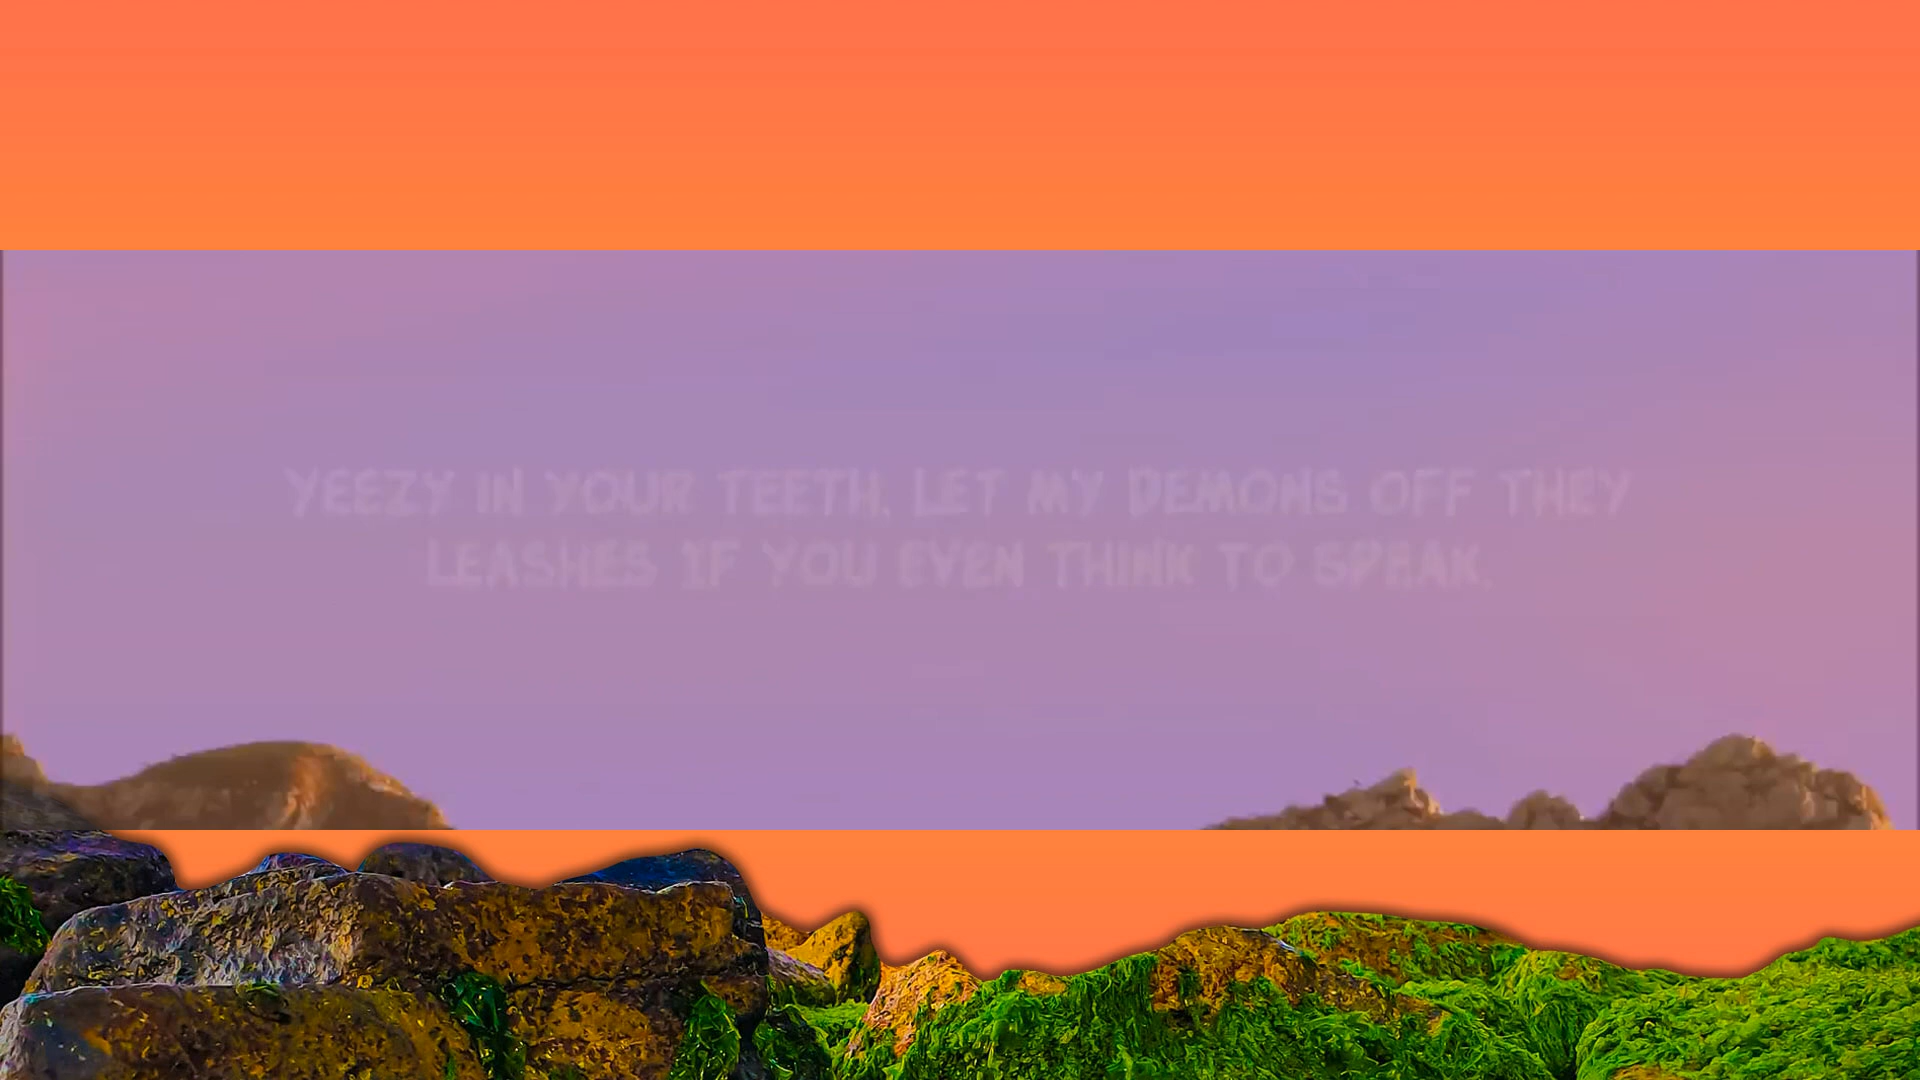 YEEZY IN YOUR TEETH, LET MY DEMONS OFF THEY
LEASHES IF YOU EVEN THINK TO SPEAK.